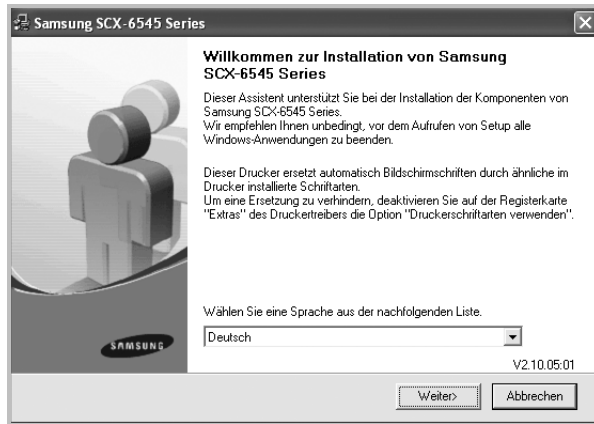 Samsung SCX-6545 Series
Willkommen zur Installation von Samsung
SCX-6545 Series
Dieser Assistent unterstützt Sie bei der Installation der Komponenten von
Samsung SCX-6545 Series.
Wir empfehlen Ihnen unbedingt, vor dem Aufrufen von Setup alle
Windows-Anwendungen zu beenden.
Dieser Drucker ersetzt automatisch Bildschirmschriften durch ähnliche im
Drucker installierte Schriftarten.
Um eine Ersetzung zu verhindern, deaktivieren Sie auf der Registerkarte
"Extras" des Druckertreibers die Option "Druckerschriftarten verwenden".
Wählen Sie eine Sprache aus der nachfolgenden Liste.
Deutsch
SAMSUNG
V2.10.05:01
Weiter>
Abbrechen